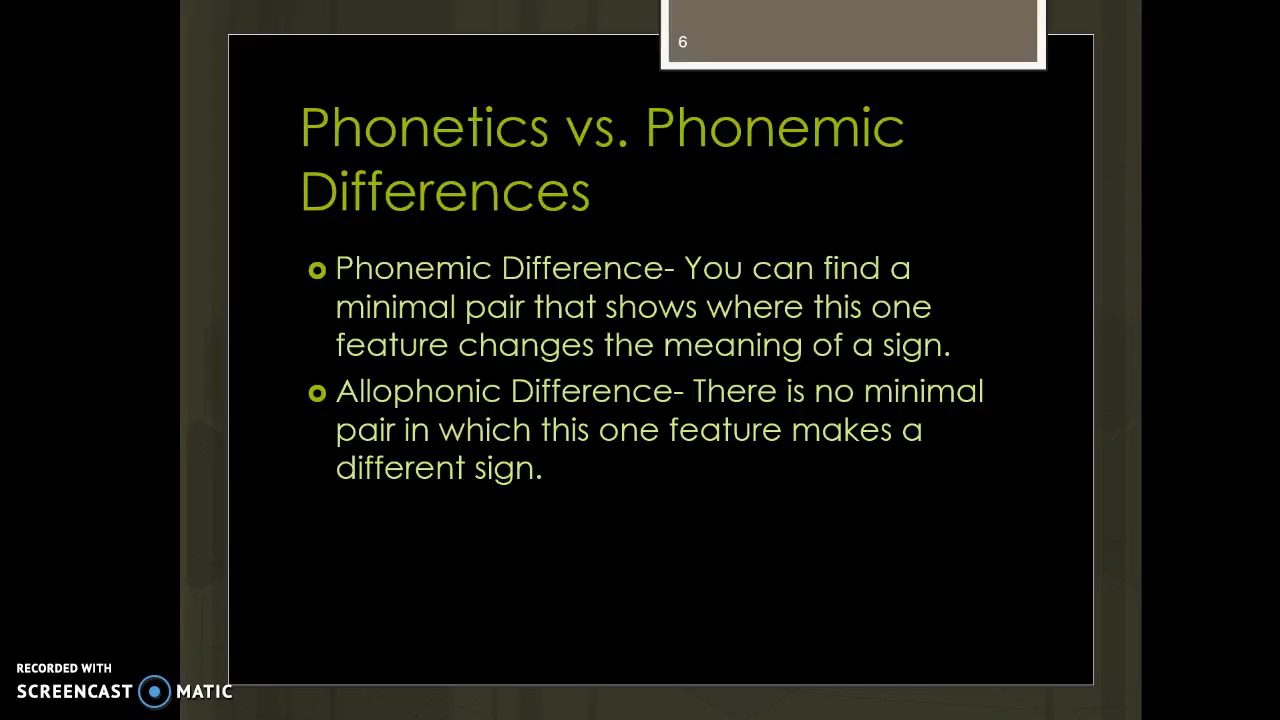 6
Phonetics vs. Phonemic
Differences
Phonemic Difference- You can find a
minimal pair that shows where this one
feature changes the meaning of a sign.
Allophonic Difference- There is no minimal
pair in which this one feature makes a
different sign.
RECORDED WITH
SCREENCAST MATIC